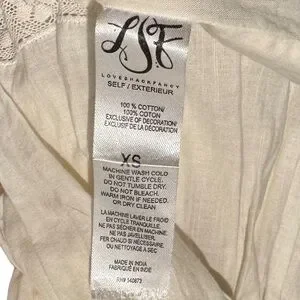 LSF
LOVESHACKFANCY
SELF / EXTERIEUR
100 % COTTON/
100% COTON
EXCLUSIVE OF DECORATION/
EXCLUSIF DE LA DÉCORATION
XS
MACHINE WASH COLD
IN GENTLE CYCLE.
DO NOT TUMBLE DRY.
DO NOT BLEACH.
WARM IRON IF NEEDED.
OR DRY CLEAN
LA MACHINE LAVER LE FROID
EN CYCLE TRANQUILLE.
NE PAS SÉCHER EN MACHINE.
NE PAS JAVELLISER.
FER CHAUD SI NÉCESSAIRE.
OU NETTOYAGE A SEC
MADE IN INDIA
FABRIQUÉ EN INDE